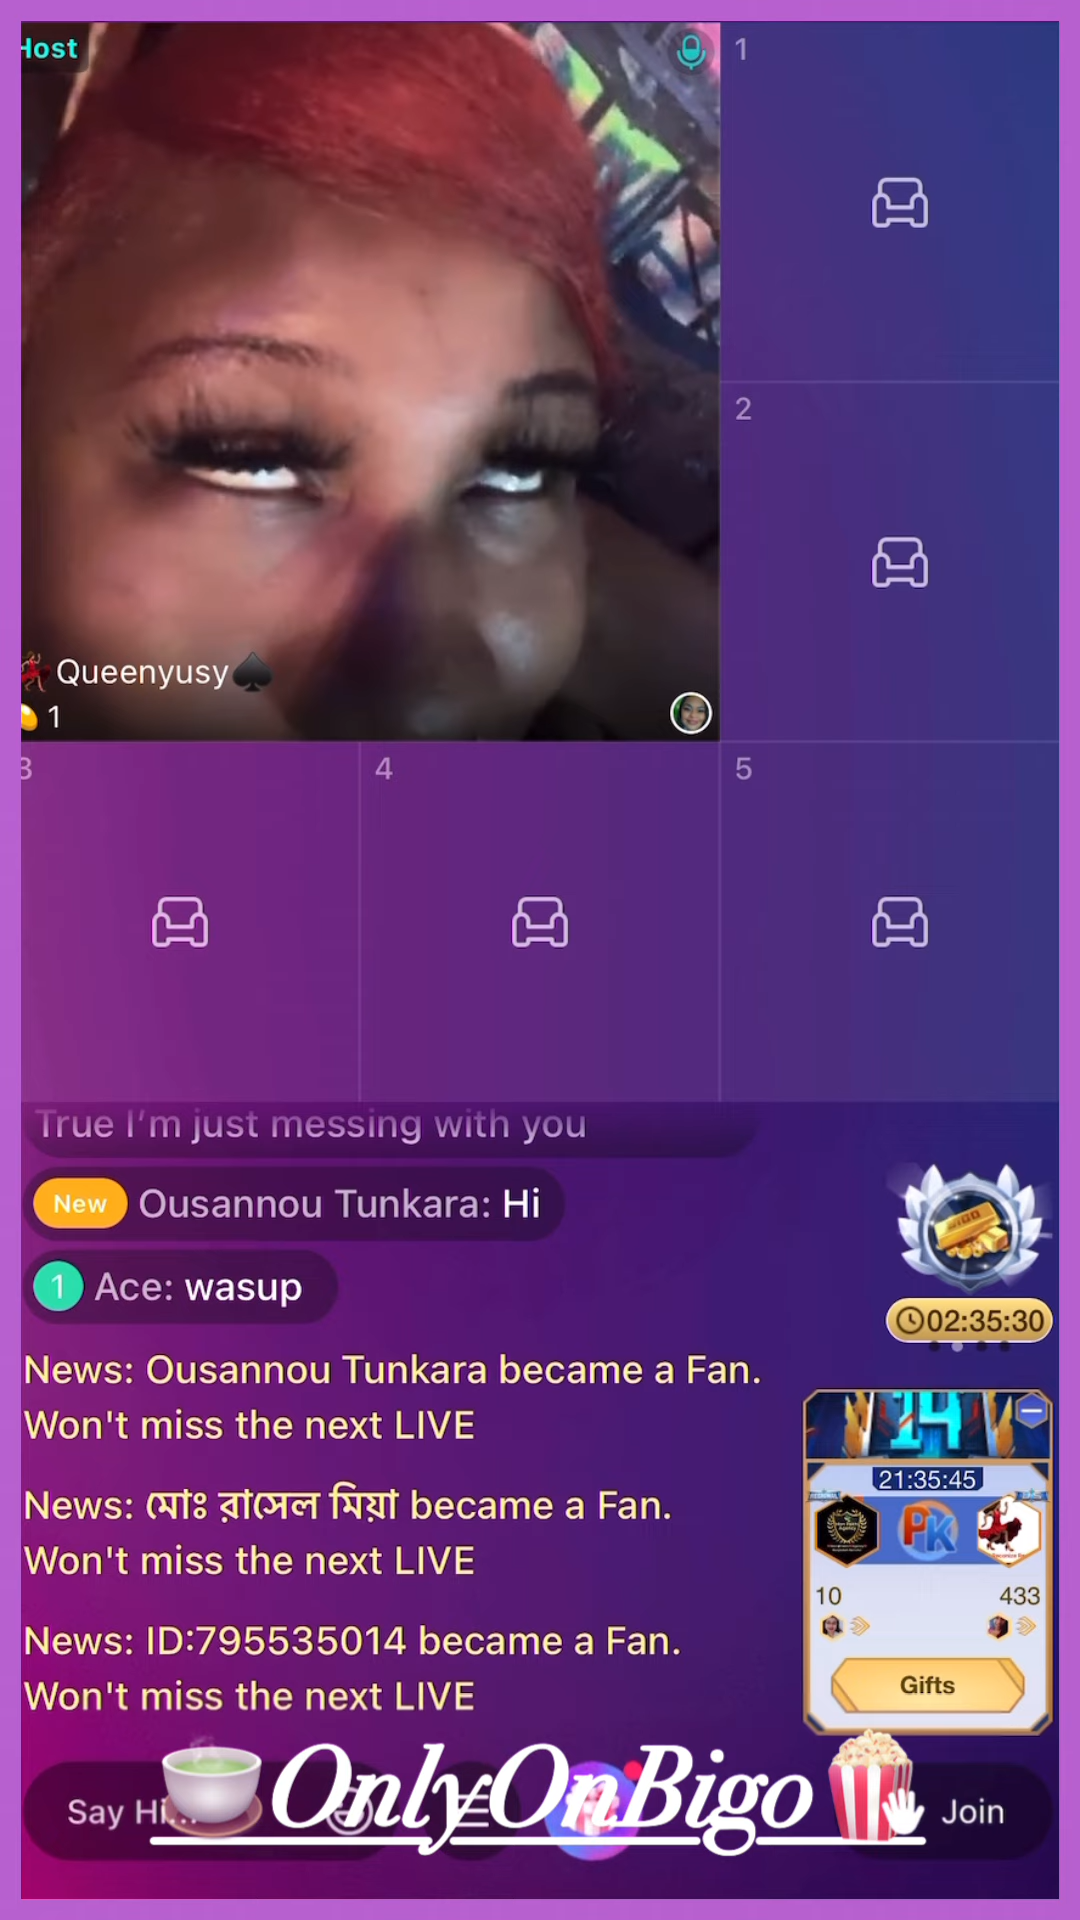 Host
1
2
Queenyusy
1
3
4
5
True I'm just messing with you
New Ousannou Tunkara: Hi
1 Ace: wasup
02:35:30
News: Ousannou Tunkara became a Fan.
Won't miss the next LIVE
14
21:35:45
News: মোঃ রাসেল মিয়া became a Fan.
Won't miss the next LIVE
PK
10
433
News: ID:795535014 became a Fan.
Won't miss the next LIVE
Gifts
OnlyOnBigo
Say Hi...
Join